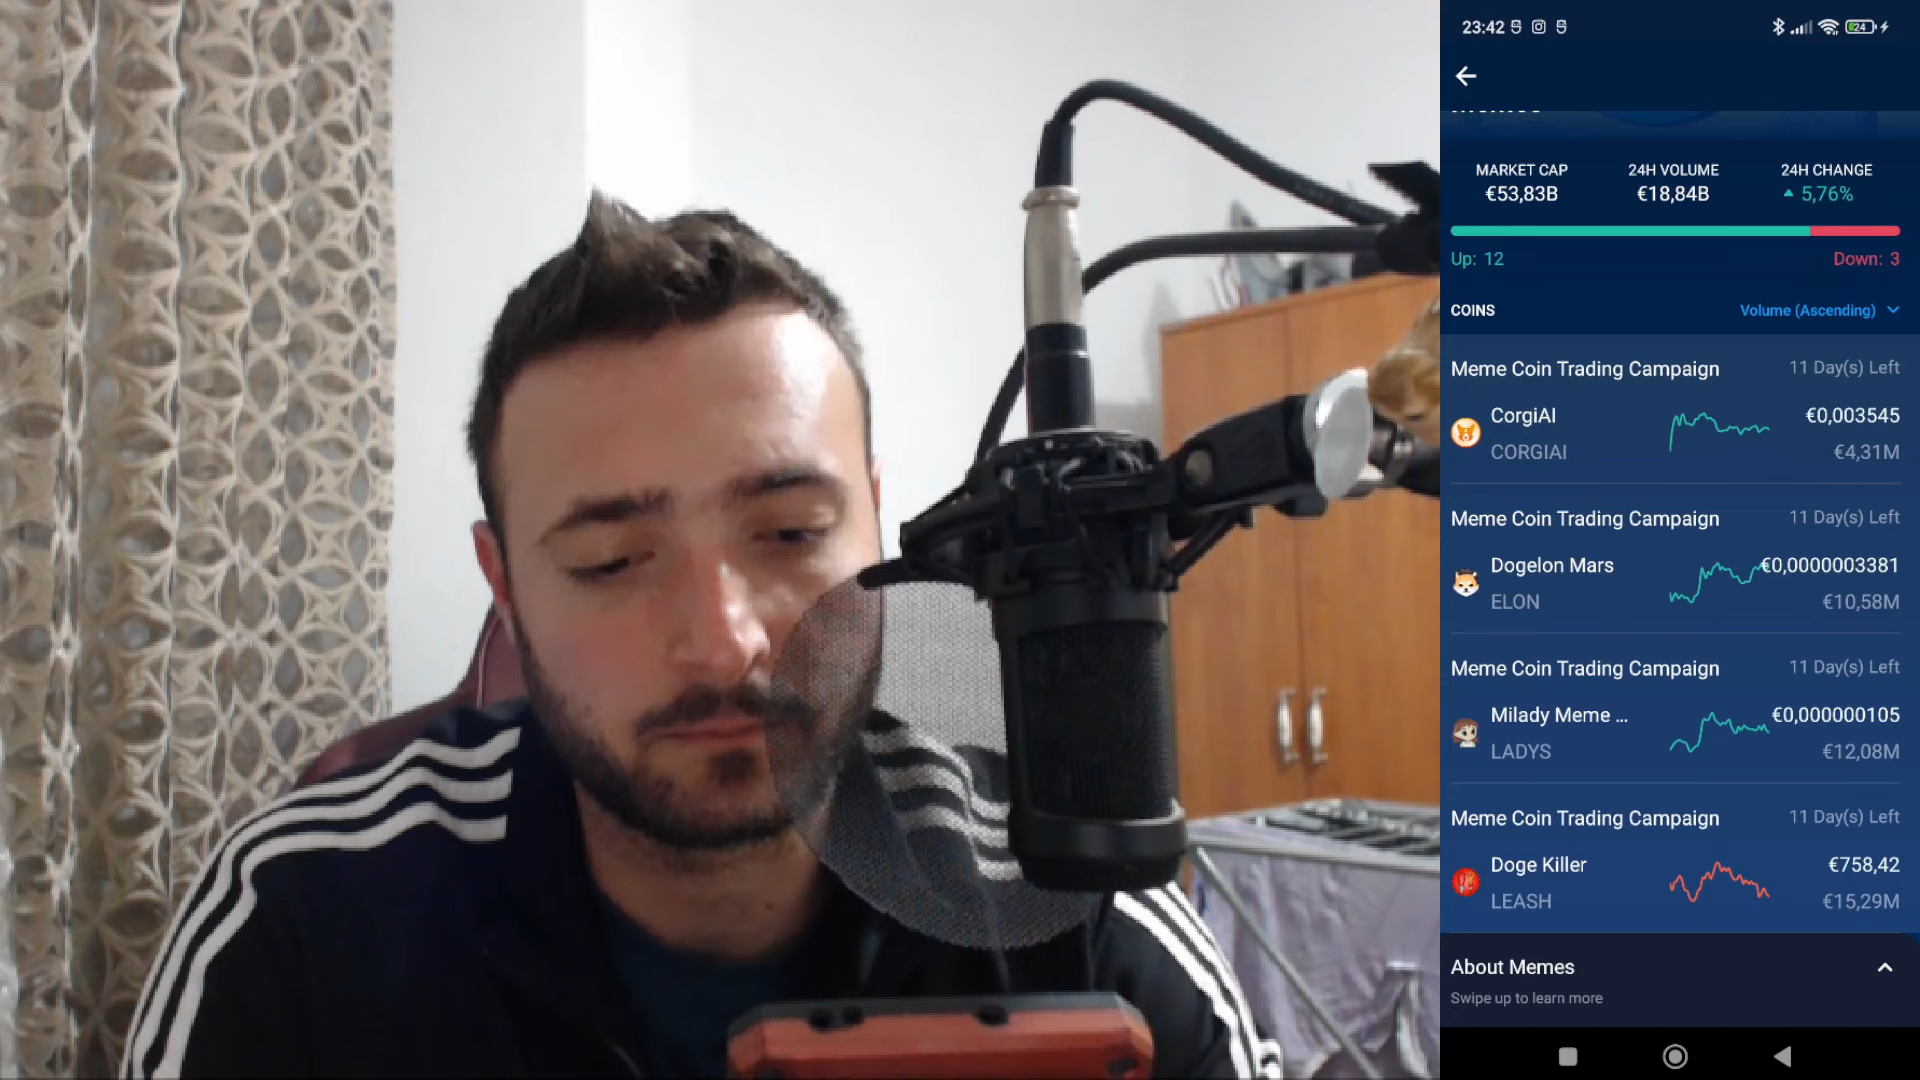 23:42
24
MARKET CAP
24H VOLUME
24H CHANGE
€53,83B
€18,84B
5,76%
Up: 12
Down: 3
COINS
Volume (Ascending)
Meme Coin Trading Campaign
11 Day(s) Left
CorgiAI
€0,003545
CORGIAI
€4,31M
Meme Coin Trading Campaign
11 Day(s) Left
Dogelon Mars
€0,0000003381
ELON
€10,58M
Meme Coin Trading Campaign
11 Day(s) Left
Milady Meme ...
€0,000000105
LADYS
€12,08M
Meme Coin Trading Campaign
11 Day(s) Left
Doge Killer
€758,42
LEASH
€15,29M
About Memes
Swipe up to learn more